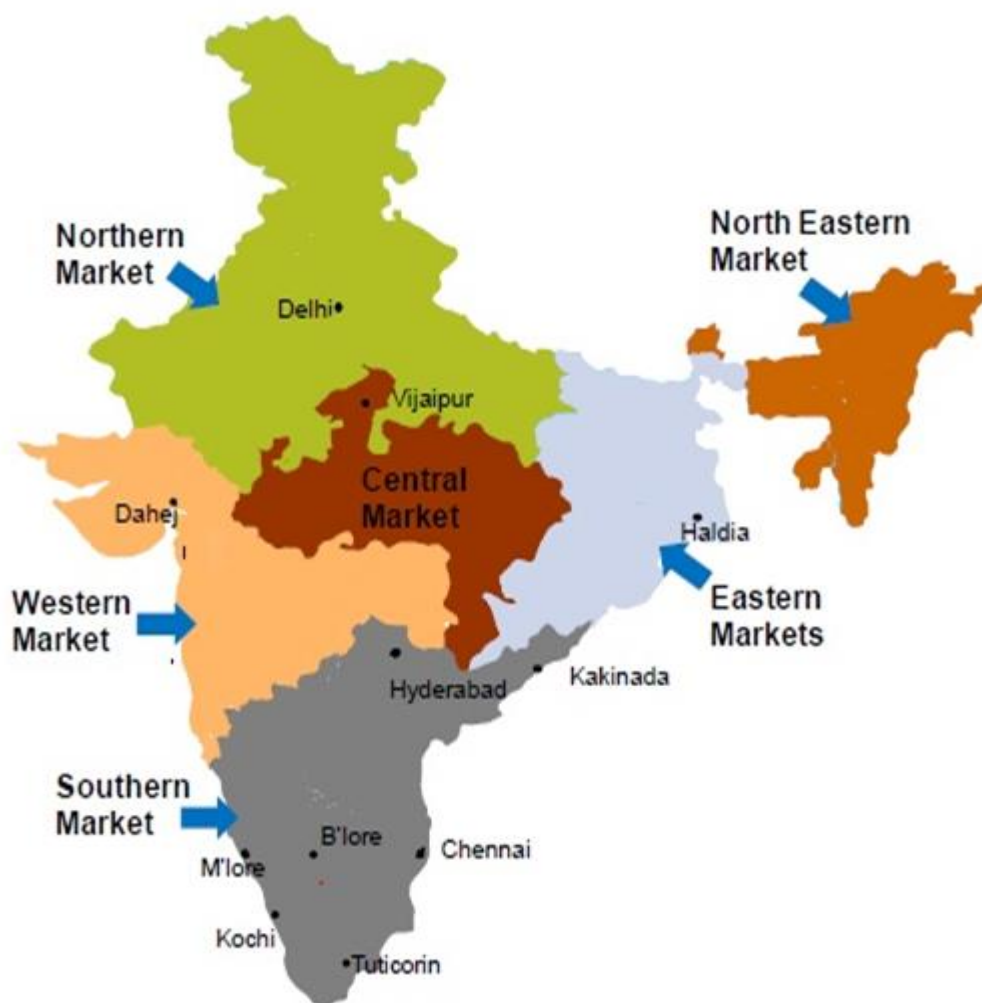 Northern
Market
North Eastern
Market
Delhi
Vijaipur
Central
Market
Dahej
Haldia
Western
Market
Eastern
Markets
Hyderabad
Kakinada
Southern
Market
B'lore
Chennai
M'lore
Kochi
Tuticorin